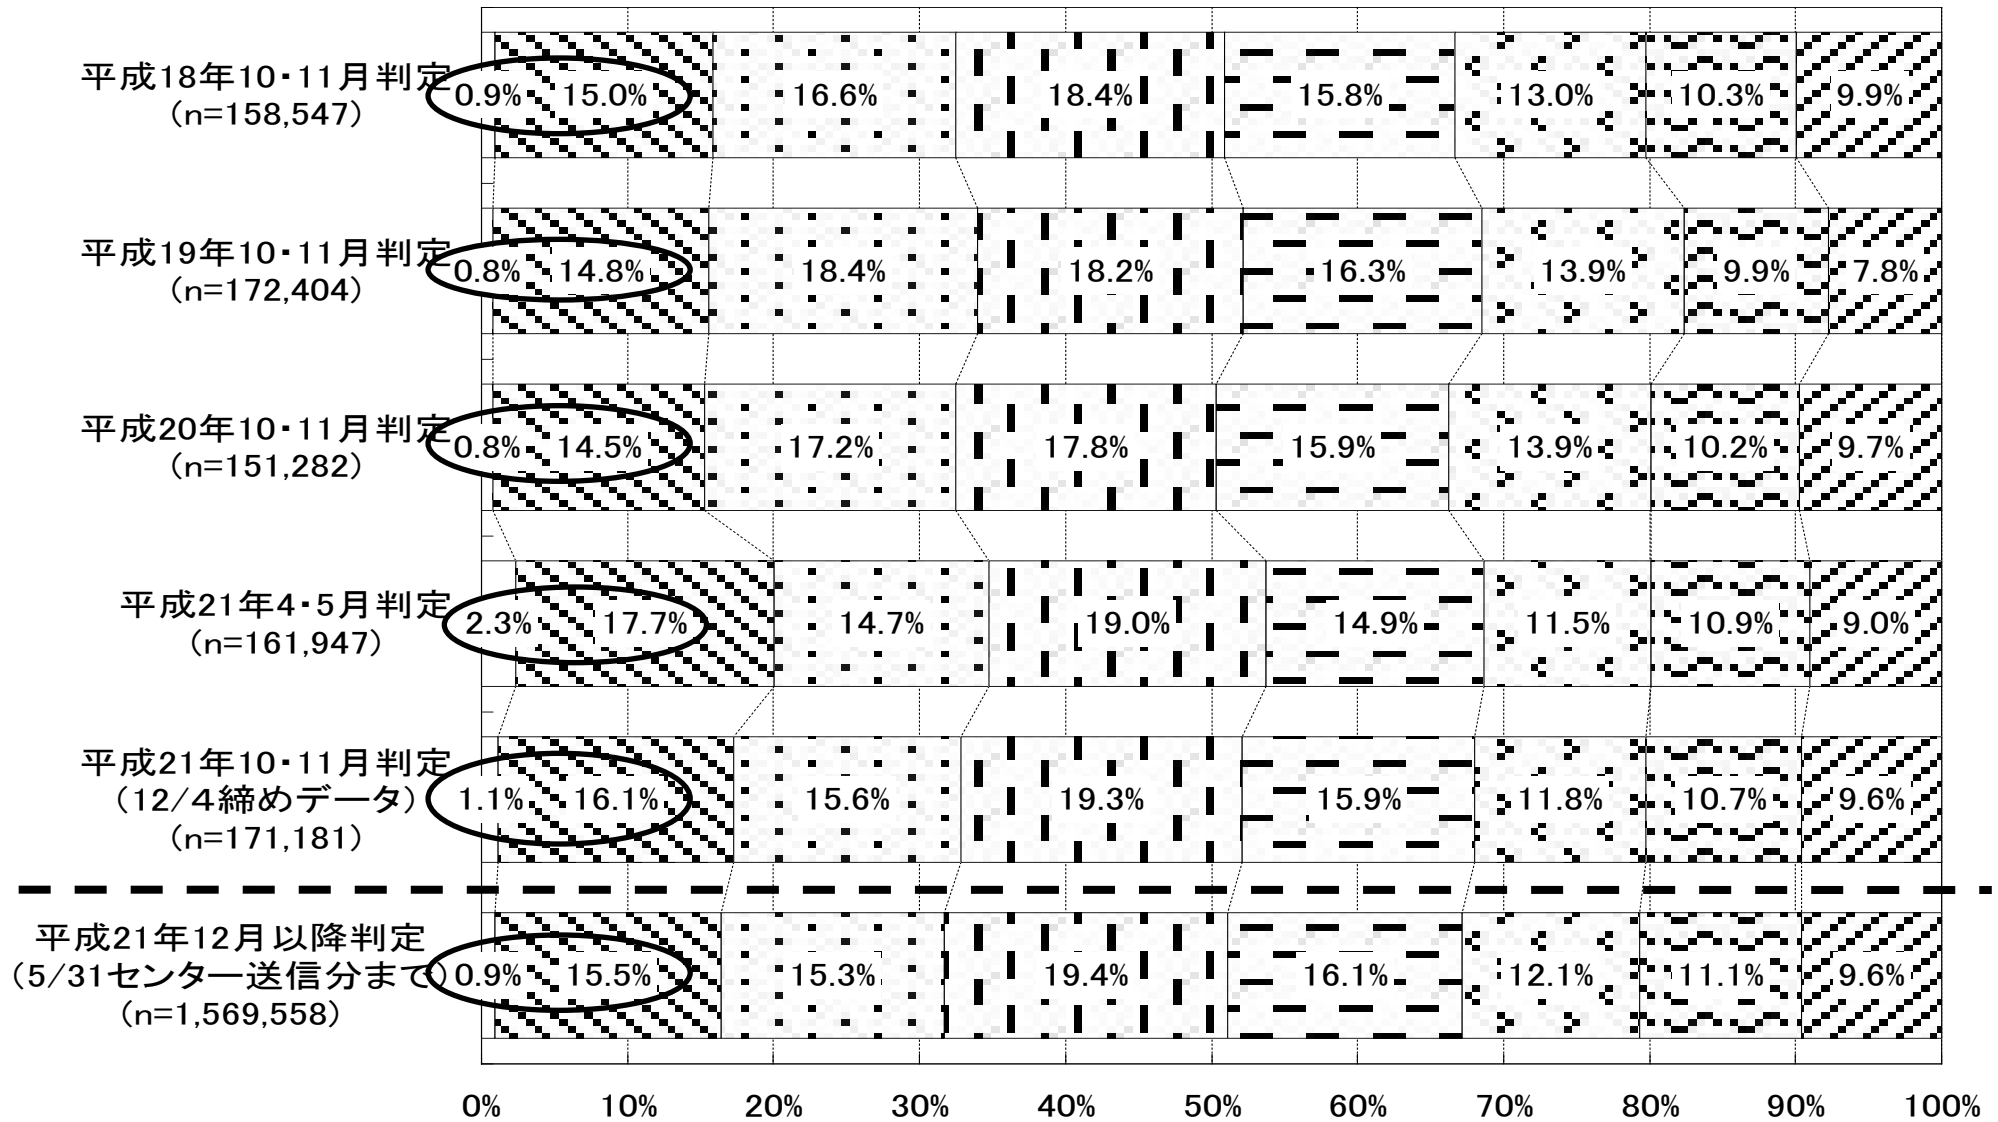 平成18年10・11月判定
(n=158,547)
0.9% 15.0% 16.6% 18.4% 15.8% 13.0% 10.3% 9.9%
平成19年10・11月判定
(n=172,404)
0.8% 14.8% 18.4% 18.2% 16.3% 13.9% 9.9% 7.8%
平成20年10・11月判定
(n=151,282)
0.8% 14.5% 17.2% 17.8% 15.9% 13.9% 10.2% 9.7%
平成21年4・5月判定
(n=161,947)
2.3% 17.7% 14.7% 19.0% 14.9% 11.5% 10.9% 9.0%
平成21年10・11月判定
(12/4締めデータ)
(n=171,181)
1.1% 16.1% 15.6% 19.3% 15.9% 11.8% 10.7% 9.6%
平成21年12月以降判定
(5/31センター送信分まで)
(n=1,569,558)
0.9% 15.5% 15.3% 19.4% 16.1% 12.1% 11.1% 9.6%
0% 10% 20% 30% 40% 50% 60% 70% 80% 90% 100%